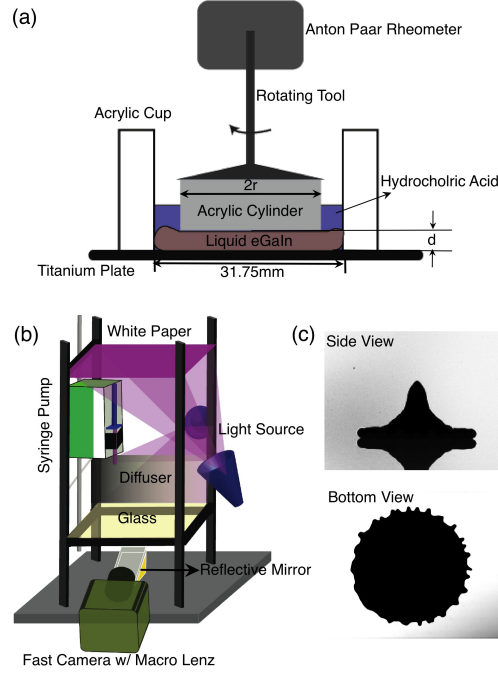 (a)
Anton Paar Rheometer
Rotating Tool
Acrylic Cup
Hydrocholric Acid
2r
Acrylic Cylinder
Liquid eGaIn
d
Titanium Plate
31.75mm
(b)
White Paper
Syringe Pump
Light Source
Diffuser
Glass
Reflective Mirror
Fast Camera w/ Macro Lenz
(c)
Side View
Bottom View